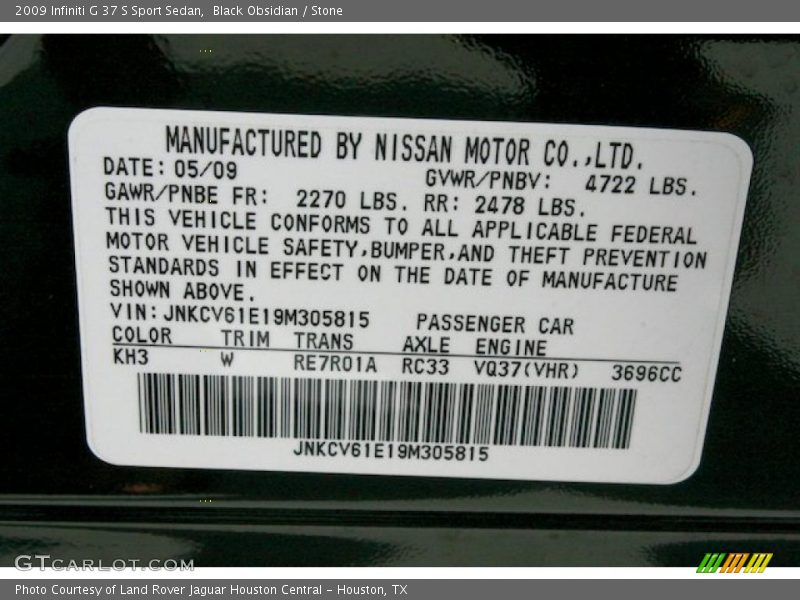 2009 Infiniti G 37 S Sport Sedan, Black Obsidian / Stone
MANUFACTURED BY NISSAN MOTOR CO.,LTD.
DATE: 05/09 GVWR/PNBV: 4722 LBS.
GAWR/PNBE FR: 2270 LBS. RR: 2478 LBS.
THIS VEHICLE CONFORMS TO ALL APPLICABLE FEDERAL
MOTOR VEHICLE SAFETY,BUMPER,AND THEFT PREVENTION
STANDARDS IN EFFECT ON THE DATE OF MANUFACTURE
SHOWN ABOVE.
VIN: JNKCV61E19M305815 PASSENGER CAR
COLOR TRIM TRANS AXLE ENGINE
KH3 W RE7R01A RC33 VQ37(VHR) 3696CC
JNKCV61E19M305815
GTCARLOT.COM
Photo Courtesy of Land Rover Jaguar Houston Central - Houston, TX